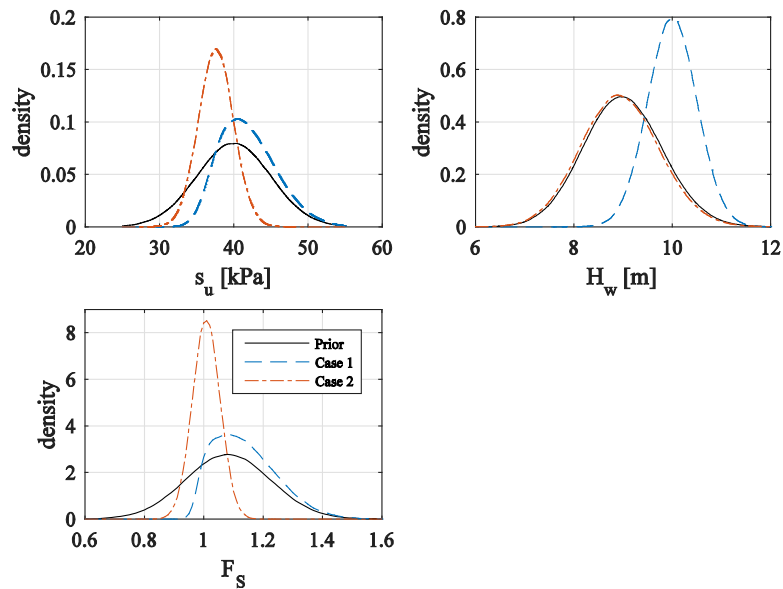 0.2
0.15
0.1
0.05
0
density
20 30 40 50 60
s_u [kPa]
0.8
0.6
0.4
0.2
0
density
6 8 10 12
H_w [m]
8
6
4
2
0
density
Prior
Case 1
Case 2
0.6 0.8 1 1.2 1.4 1.6
F_S